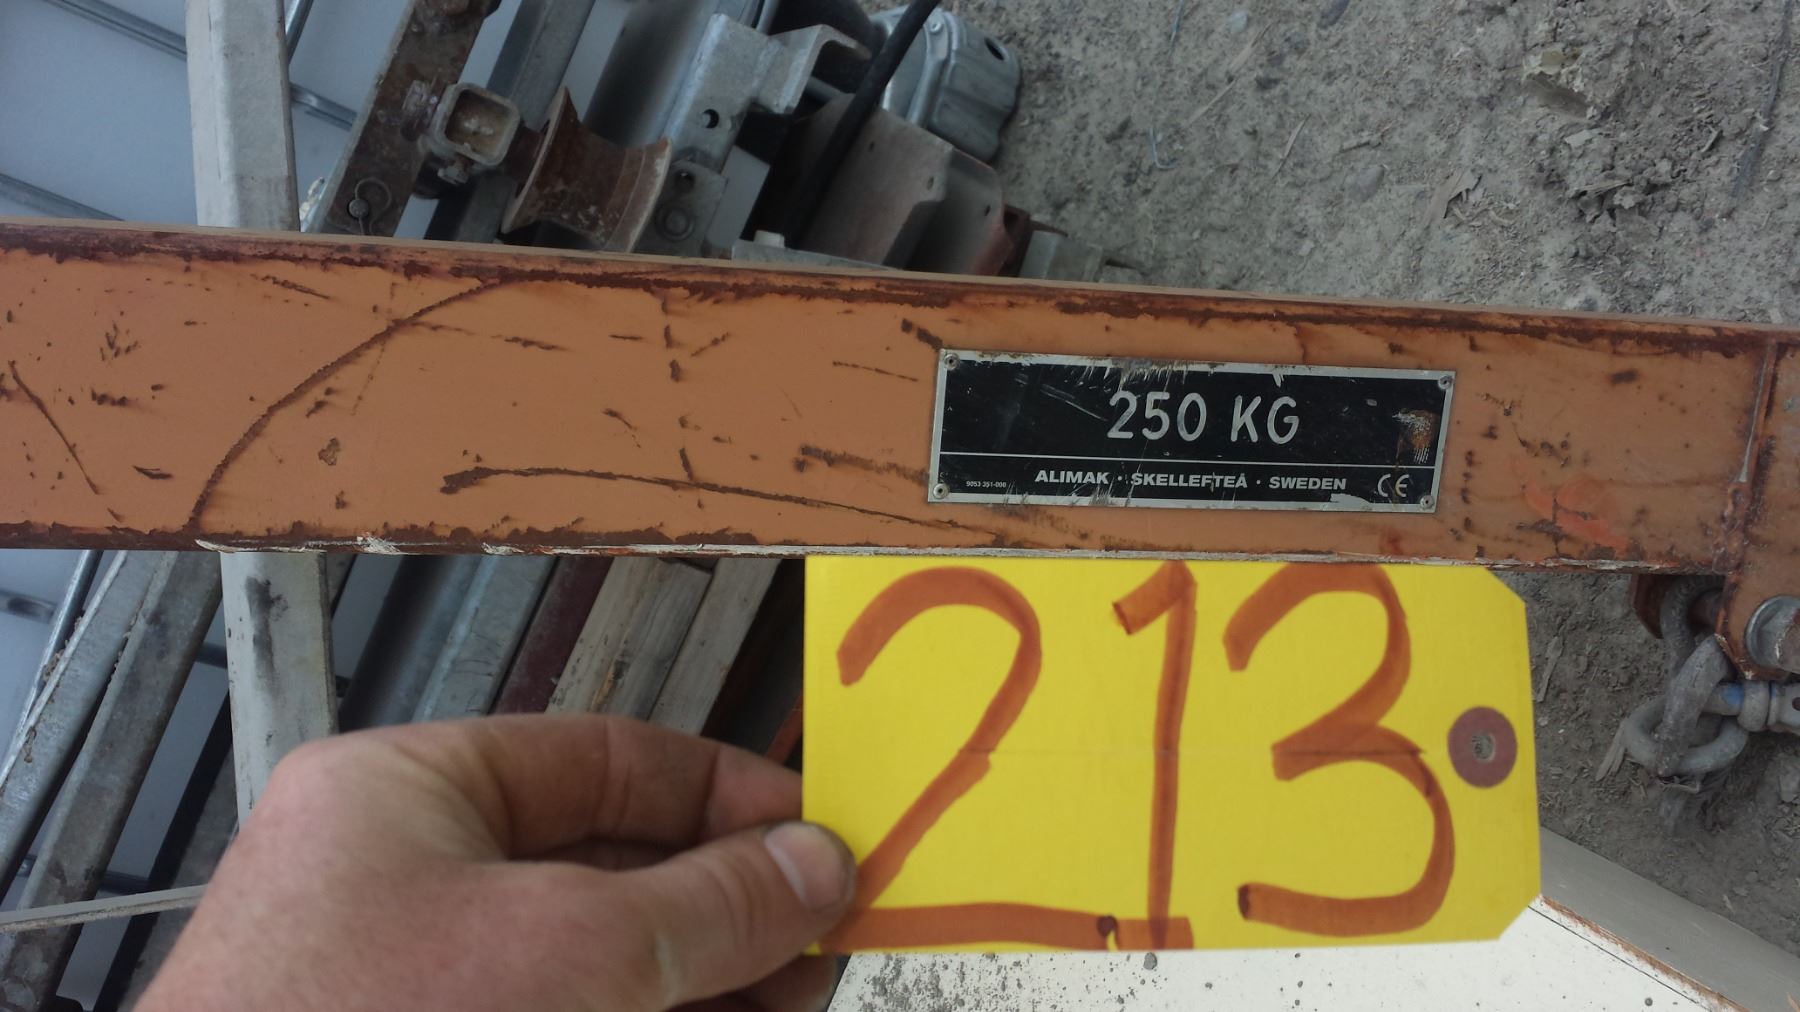 250 KG
ALIMAK · SKELLEFTEÅ · SWEDEN
9053 351-000
CE
213